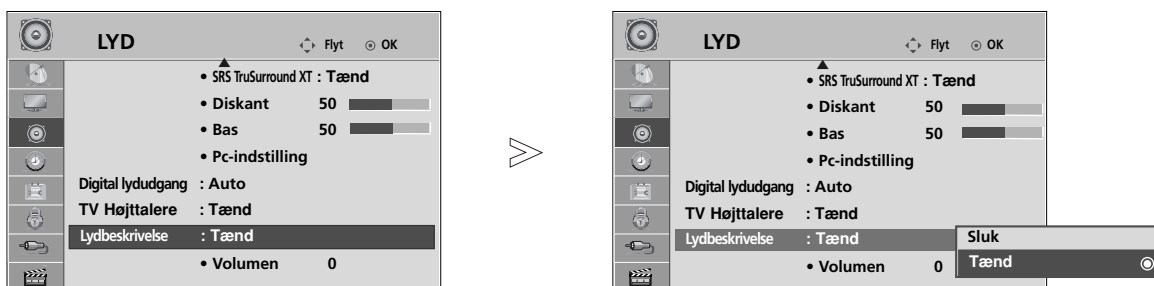 LYD
Flyt
OK
• SRS TruSurround XT : Tænd
• Diskant 50
• Bas 50
• Pc-indstilling
Digital lydudgang : Auto
TV Højttalere : Tænd
Lydbeskrivelse : Tænd
• Volumen 0
LYD
Flyt
OK
• SRS TruSurround XT : Tænd
• Diskant 50
• Bas 50
• Pc-indstilling
Digital lydudgang : Auto
TV Højttalere : Tænd
Lydbeskrivelse : Tænd
• Volumen 0
Sluk
Tænd